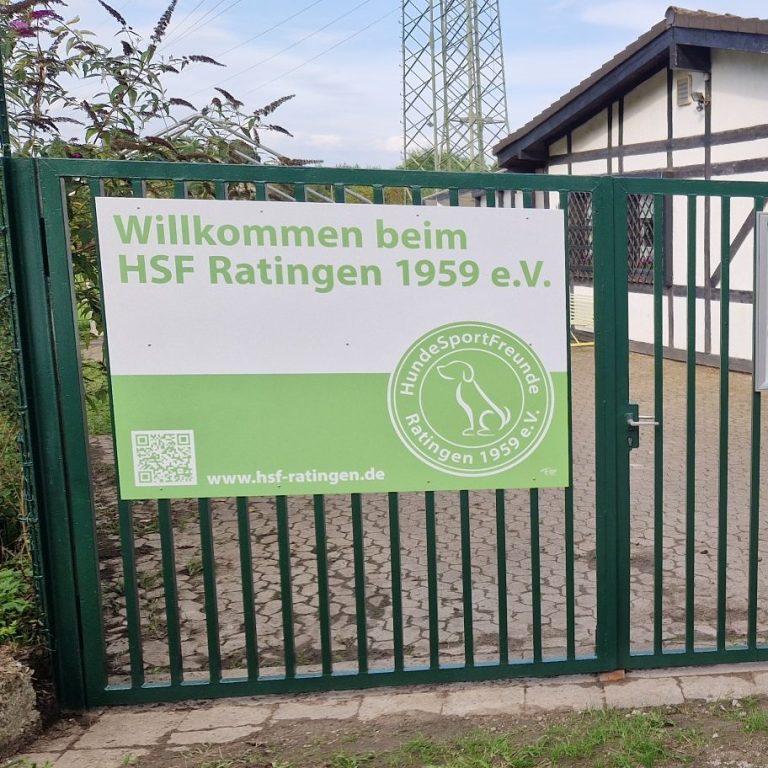 Willkommen beim
HSF Ratingen 1959 e.V.
HundeSportFreunde
Ratingen 1959 e.V.
www.hsf-ratingen.de